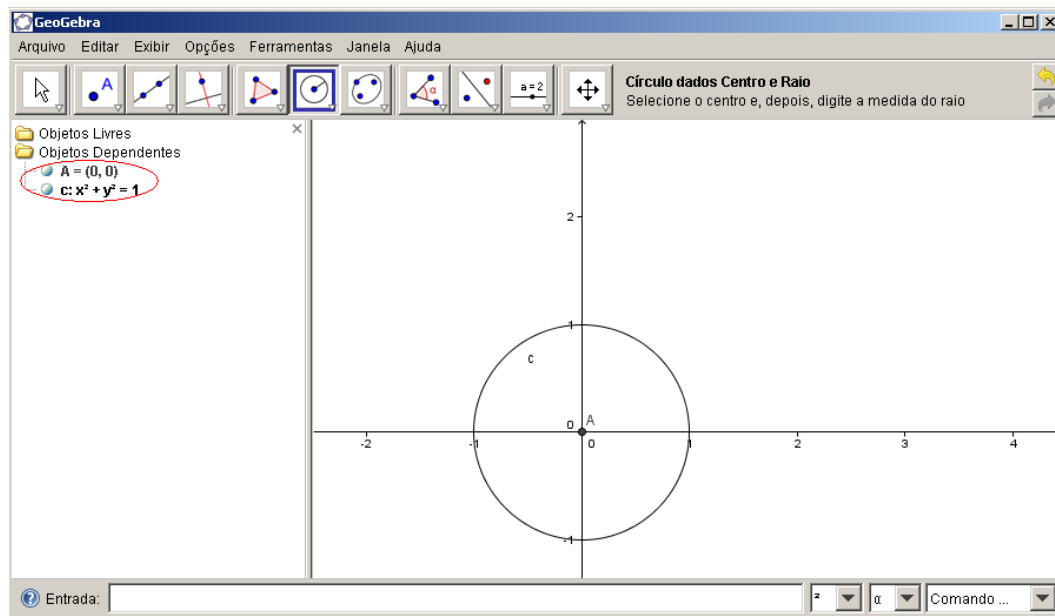 GeoGebra
Arquivo Editar Exibir Opções Ferramentas Janela Ajuda
A
α
a = 2
Círculo dados Centro e Raio
Selecione o centro e, depois, digite a medida do raio
Objetos Livres
Objetos Dependentes
A = (0, 0)
c: x² + y² = 1
2
1
c
0 A
-2 -1 0 1 2 3 4
-1
Entrada: ² α Comando ...